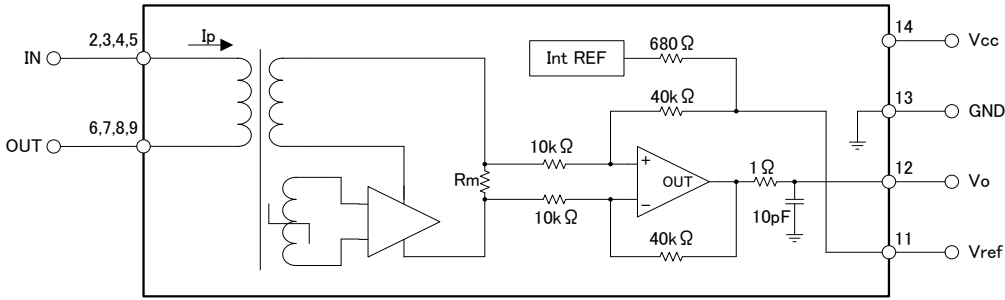 Ip
2,3,4,5
IN
6,7,8,9
OUT
Int REF
680Ω
40kΩ
10kΩ
Rm
10kΩ
+
−
OUT
40kΩ
1Ω
10pF
14
Vcc
13
GND
12
Vo
11
Vref